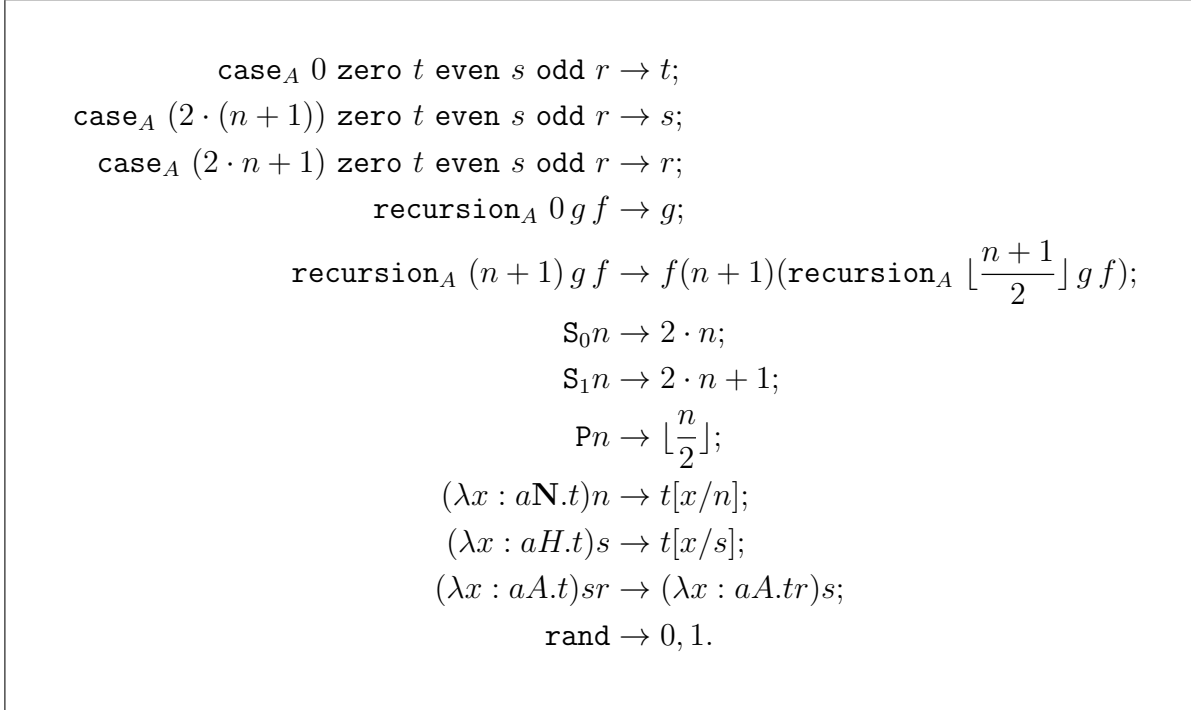 case_A 0 zero t even s odd r → t;
case_A (2 · (n + 1)) zero t even s odd r → s;
case_A (2 · n + 1) zero t even s odd r → r;
recursion_A 0 g f → g;
recursion_A (n + 1) g f → f(n + 1)(recursion_A ⌊\frac{n + 1}{2}⌋ g f);
S_0n → 2 · n;
S_1n → 2 · n + 1;
Pn → ⌊\frac{n}{2}⌋;
(λx : aN.t)n → t[x/n];
(λx : aH.t)s → t[x/s];
(λx : aA.t)sr → (λx : aA.tr)s;
rand → 0, 1.